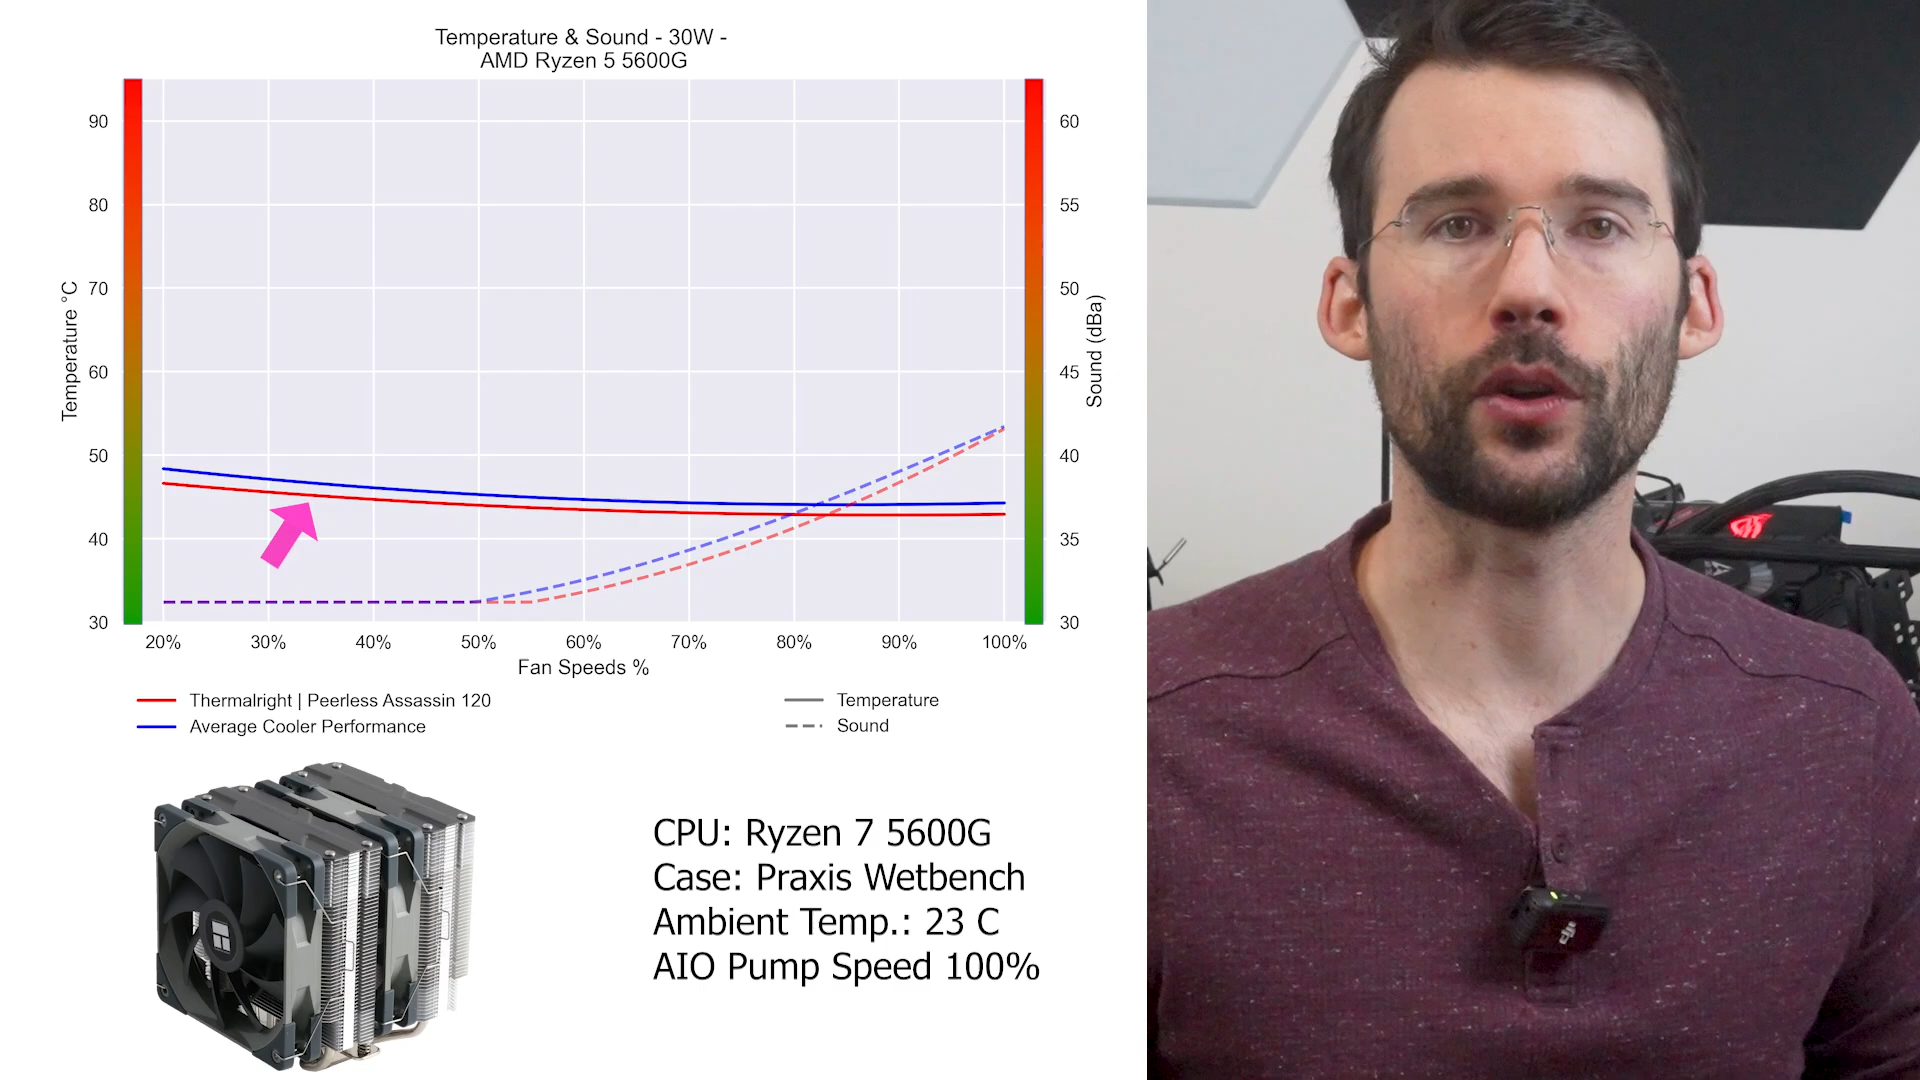 Temperature & Sound - 30W -
AMD Ryzen 5 5600G
90
80
70
60
50
40
30
Temperature °C
60
55
50
45
40
35
30
Sound (dBa)
20% 30% 40% 50% 60% 70% 80% 90% 100%
Fan Speeds %
Thermalright | Peerless Assassin 120
Average Cooler Performance
Temperature
Sound
CPU: Ryzen 7 5600G
Case: Praxis Wetbench
Ambient Temp.: 23 C
AIO Pump Speed 100%
dji